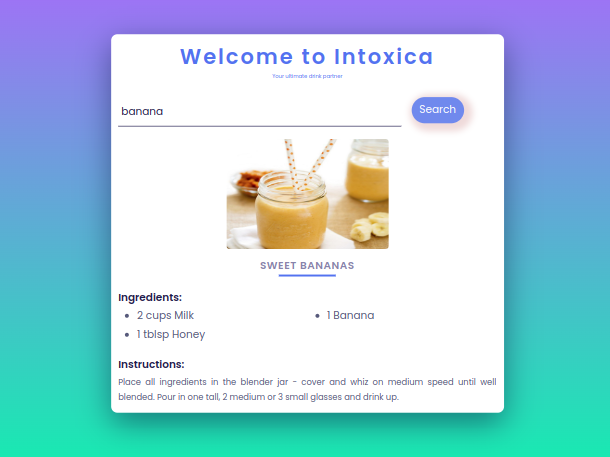 Welcome to Intoxica
Your ultimate drink partner
banana
Search
SWEET BANANAS
Ingredients:
2 cups Milk
1 Banana
1 tblsp Honey
Instructions:
Place all ingredients in the blender jar - cover and whiz on medium speed until well
blended. Pour in one tall, 2 medium or 3 small glasses and drink up.